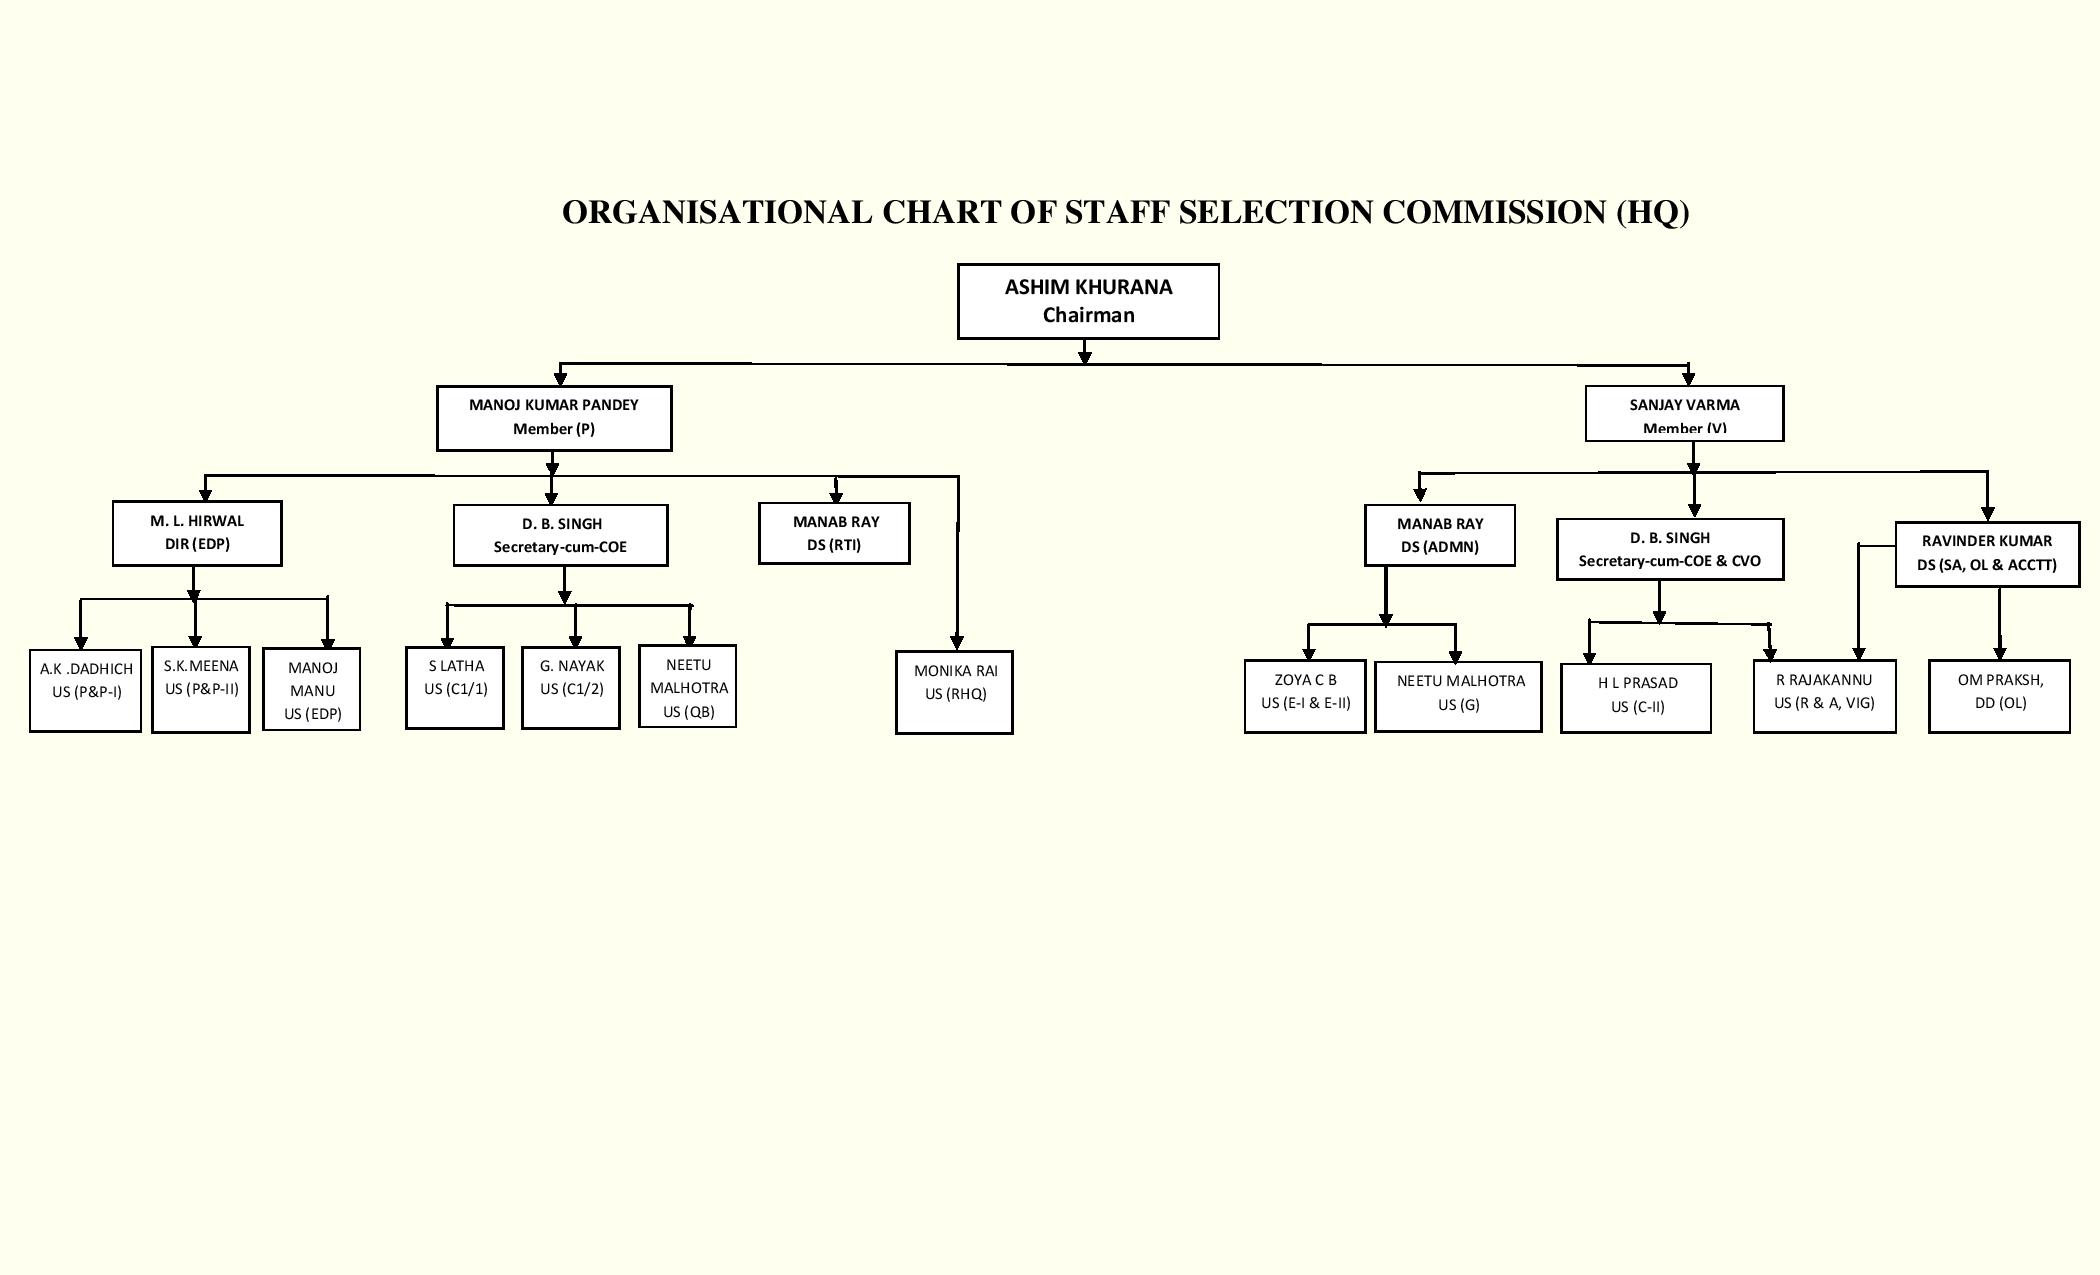 ORGANISATIONAL CHART OF STAFF SELECTION COMMISSION (HQ)
ASHIM KHURANA
Chairman
MANOJ KUMAR PANDEY
Member (P)
SANJAY VARMA
Member (V)
M. L. HIRWAL
DIR (EDP)
D. B. SINGH
Secretary-cum-COE
MANAB RAY
DS (RTI)
MANAB RAY
DS (ADMN)
D. B. SINGH
Secretary-cum-COE & CVO
RAVINDER KUMAR
DS (SA, OL & ACCTT)
A.K .DADHICH
US (P&P-I)
S.K.MEENA
US (P&P-II)
MANOJ
MANU
US (EDP)
S LATHA
US (C1/1)
G. NAYAK
US (C1/2)
NEETU
MALHOTRA
US (QB)
MONIKA RAI
US (RHQ)
ZOYA C B
US (E-I & E-II)
NEETU MALHOTRA
US (G)
H L PRASAD
US (C-II)
R RAJAKANNU
US (R & A, VIG)
OM PRAKSH,
DD (OL)